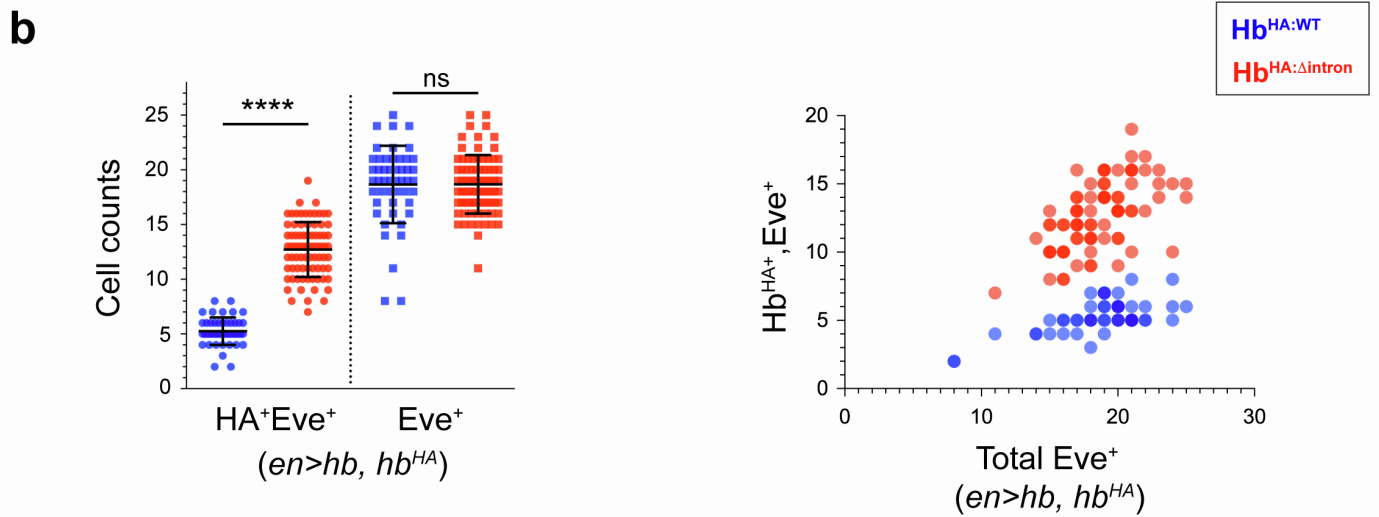 b
Hb^HA:WT
Hb^HA:Δintron
****
ns
Cell counts
25
20
15
10
5
0
HA⁺Eve⁺
Eve⁺
(en>hb, hb^HA)
Hb^HA+,Eve⁺
20
15
10
5
0
0 10 20 30
Total Eve⁺
(en>hb, hb^HA)